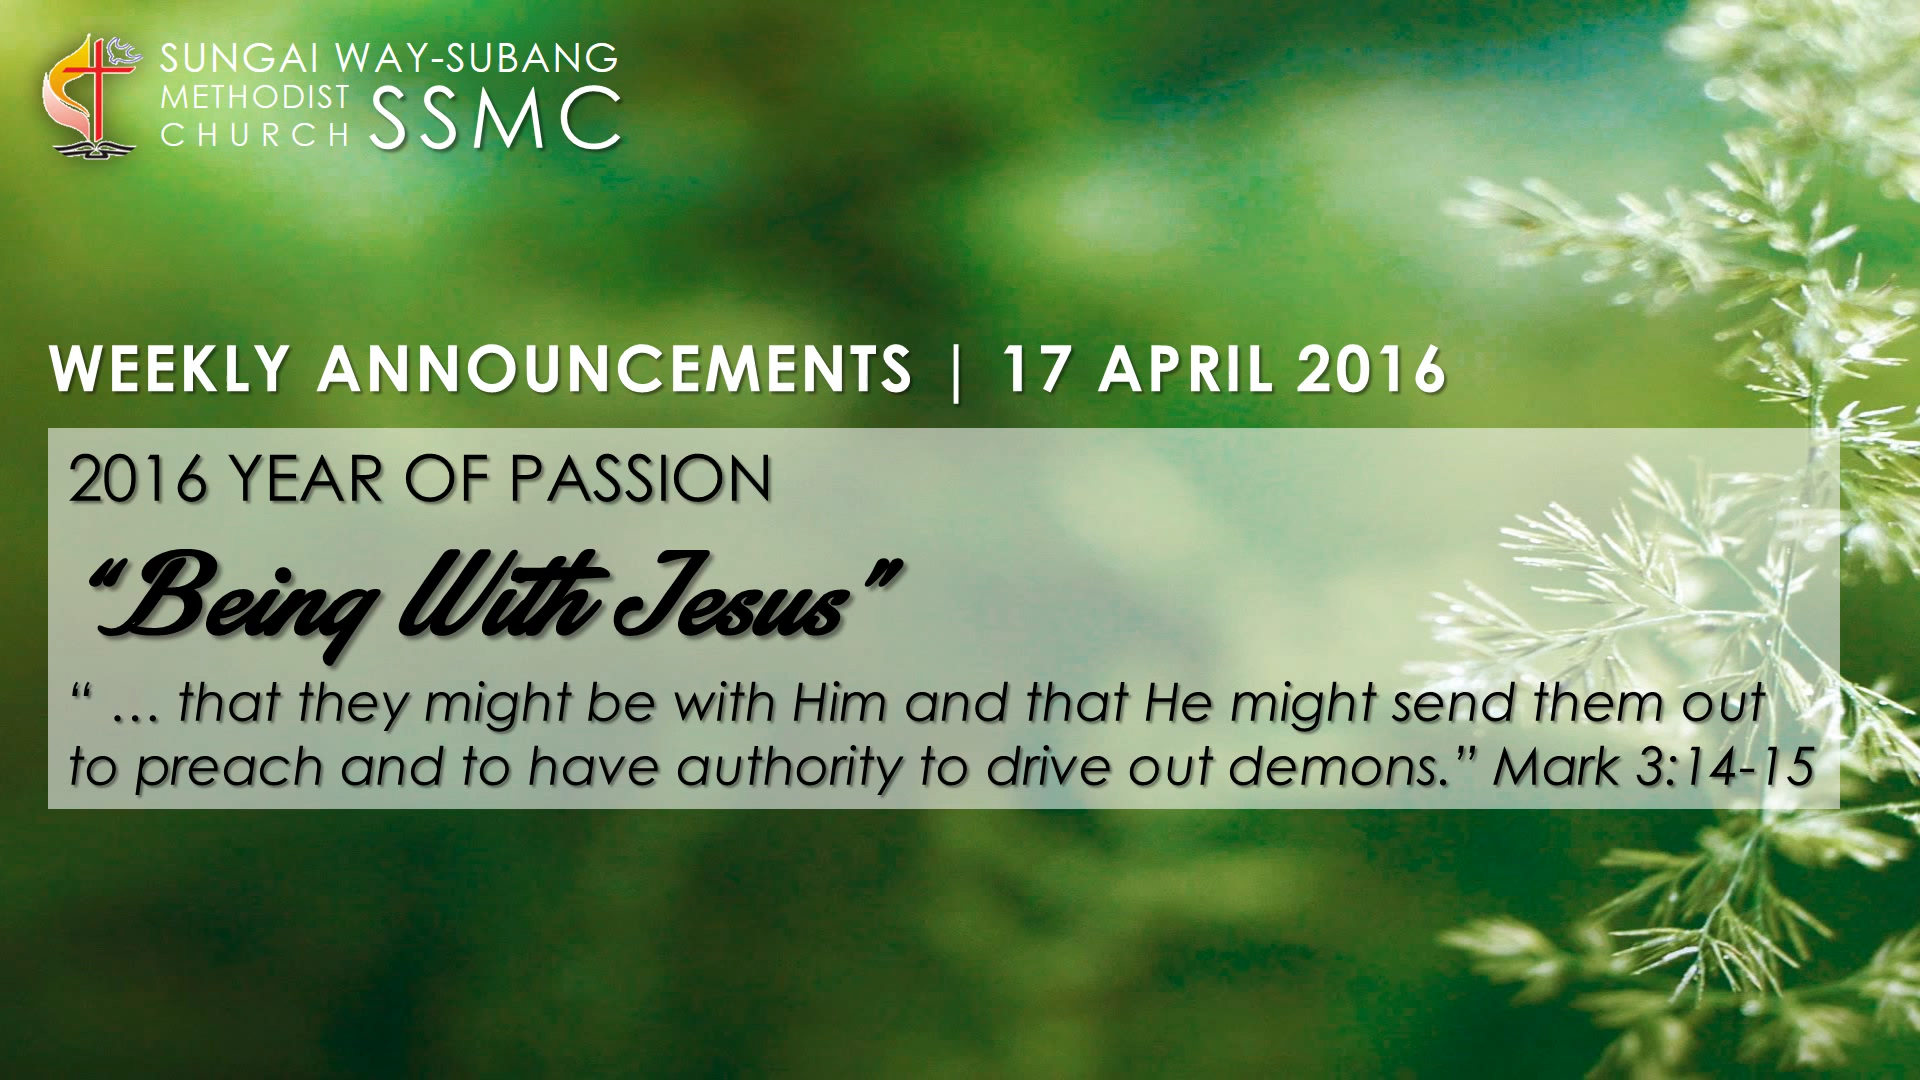 SUNGAI WAY-SUBANG
METHODIST
CHURCH SSMC
WEEKLY ANNOUNCEMENTS | 17 APRIL 2016
2016 YEAR OF PASSION
“Being With Jesus”
“ … that they might be with Him and that He might send them out
to preach and to have authority to drive out demons.” Mark 3:14-15